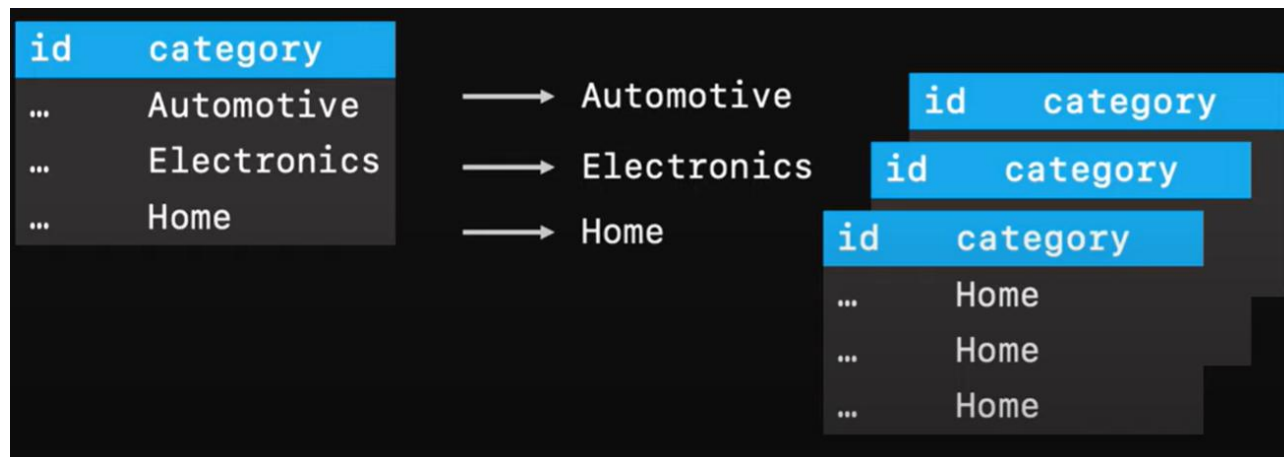 id category
… Automotive
… Electronics
… Home
Automotive
Electronics
Home
id category
id category
id category
… Home
… Home
… Home